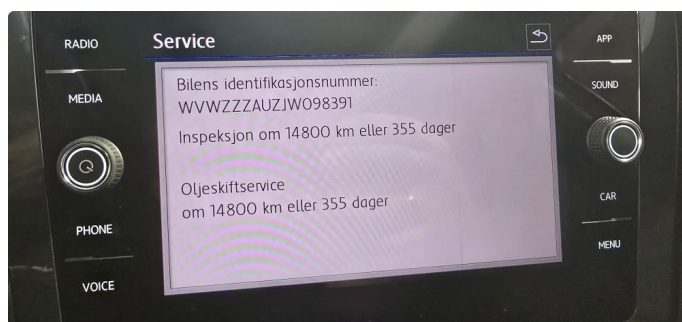 RADIO
MEDIA
PHONE
VOICE
Service
Bilens identifikasjonsnummer:
WVWZZZAUZJW098391
Inspeksjon om 14800 km eller 355 dager
Oljeskiftservice
om 14800 km eller 355 dager
APP
SOUND
CAR
MENU